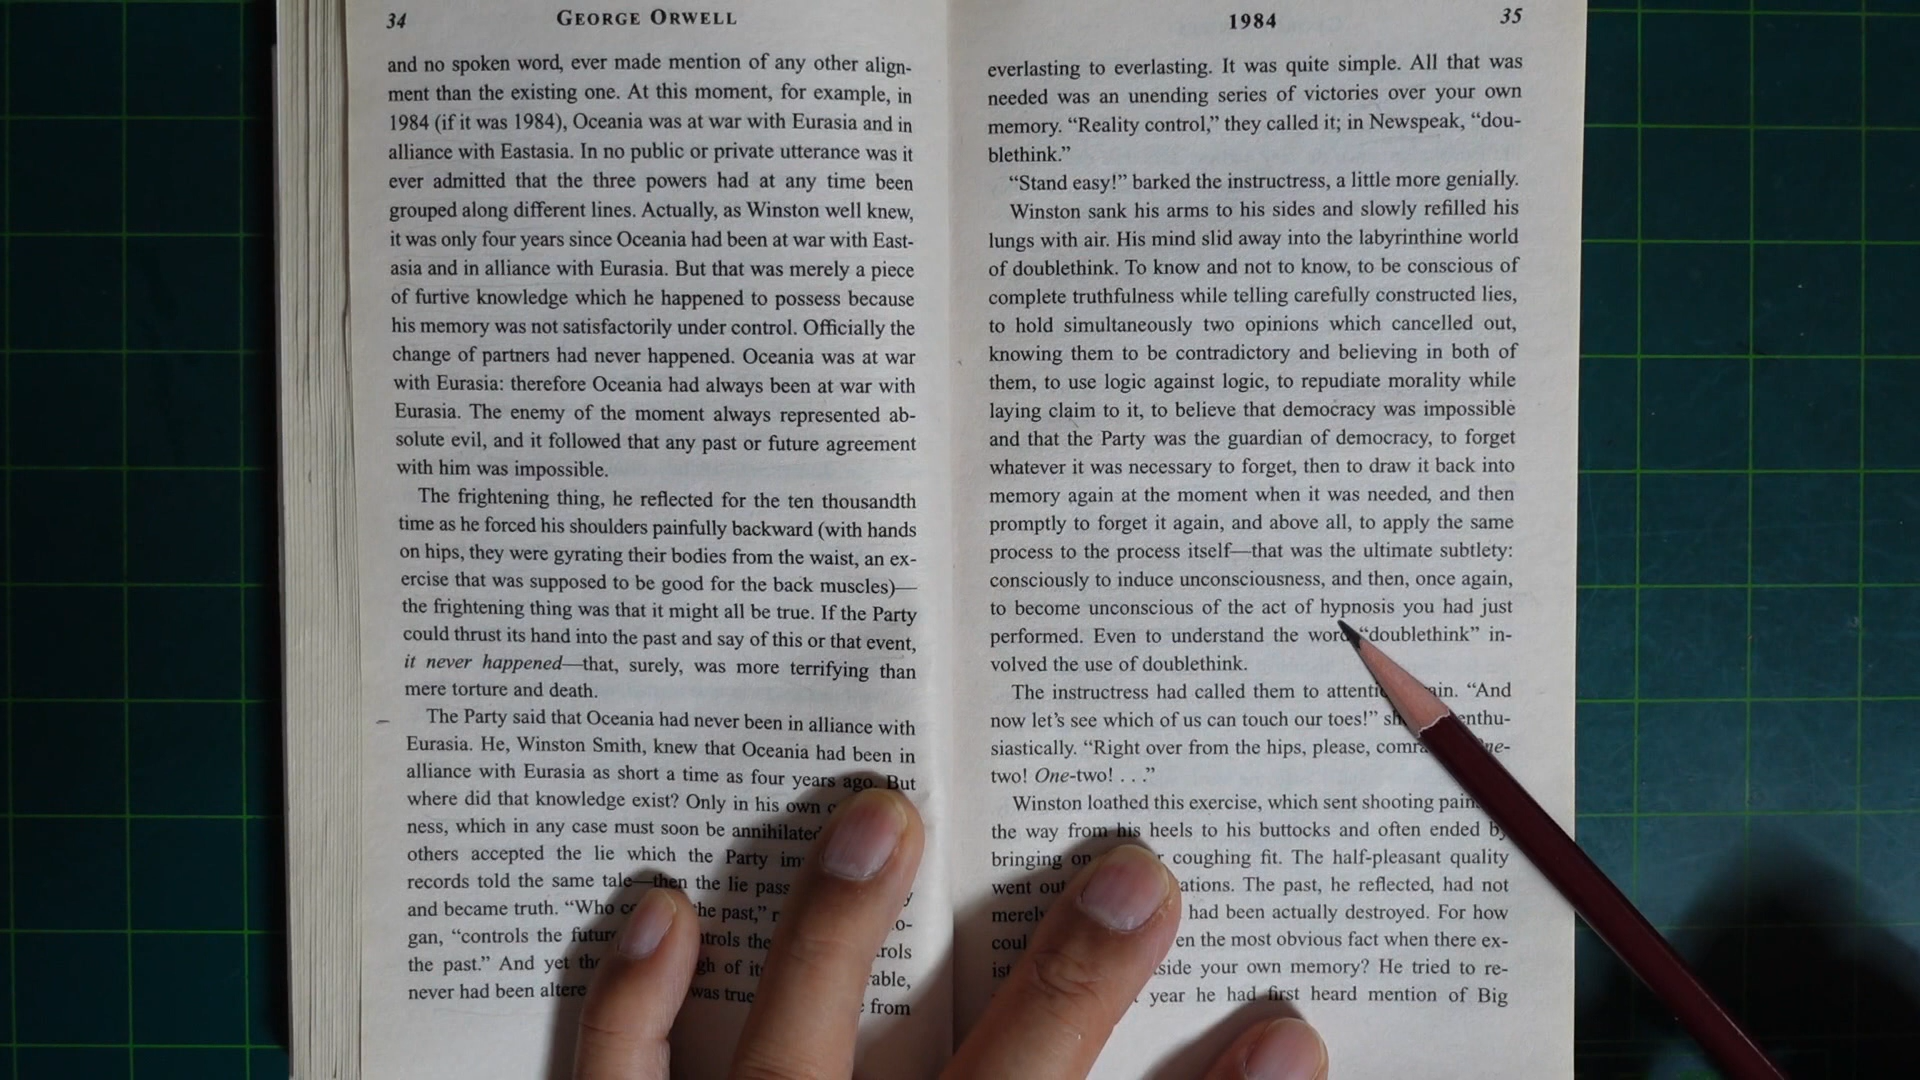 34
GEORGE ORWELL
and no spoken word, ever made mention of any other align-
ment than the existing one. At this moment, for example, in
1984 (if it was 1984), Oceania was at war with Eurasia and in
alliance with Eastasia. In no public or private utterance was it
ever admitted that the three powers had at any time been
grouped along different lines. Actually, as Winston well knew,
it was only four years since Oceania had been at war with East-
asia and in alliance with Eurasia. But that was merely a piece
of furtive knowledge which he happened to possess because
his memory was not satisfactorily under control. Officially the
change of partners had never happened. Oceania was at war
with Eurasia: therefore Oceania had always been at war with
Eurasia. The enemy of the moment always represented ab-
solute evil, and it followed that any past or future agreement
with him was impossible.
The frightening thing, he reflected for the ten thousandth
time as he forced his shoulders painfully backward (with hands
on hips, they were gyrating their bodies from the waist, an ex-
ercise that was supposed to be good for the back muscles)—
the frightening thing was that it might all be true. If the Party
could thrust its hand into the past and say of this or that event,
it never happened—that, surely, was more terrifying than
mere torture and death.
The Party said that Oceania had never been in alliance with
Eurasia. He, Winston Smith, knew that Oceania had been in
alliance with Eurasia as short a time as four years ago. But
where did that knowledge exist? Only in his own
ness, which in any case must soon be annihilated
others accepted the lie which the Party
records told the same tale—then the lie
and became truth. “Who the past,”
gan, “controls the the
the past.” And yet of
never had been was true from
1984
35
everlasting to everlasting. It was quite simple. All that was
needed was an unending series of victories over your own
memory. “Reality control,” they called it; in Newspeak, “dou-
blethink.”
“Stand easy!” barked the instructress, a little more genially.
Winston sank his arms to his sides and slowly refilled his
lungs with air. His mind slid away into the labyrinthine world
of doublethink. To know and not to know, to be conscious of
complete truthfulness while telling carefully constructed lies,
to hold simultaneously two opinions which cancelled out,
knowing them to be contradictory and believing in both of
them, to use logic against logic, to repudiate morality while
laying claim to it, to believe that democracy was impossible
and that the Party was the guardian of democracy, to forget
whatever it was necessary to forget, then to draw it back into
memory again at the moment when it was needed, and then
promptly to forget it again, and above all, to apply the same
process to the process itself—that was the ultimate subtlety:
consciously to induce unconsciousness, and then, once again,
to become unconscious of the act of hypnosis you had just
performed. Even to understand the word “doublethink” in-
volved the use of doublethink.
The instructress had called them to “And
now let’s see which of us can touch our toes!” enthu-
siastically. “Right over from the hips, please,
two! One-two! . . .”
Winston loathed this exercise, which sent shooting
the way from his heels to his buttocks and often ended by
bringing coughing fit. The half-pleasant quality
went out The past, he reflected, had not
merely had been actually destroyed. For how
the most obvious fact when there ex-
your own memory? He tried to re-
year he had first heard mention of Big